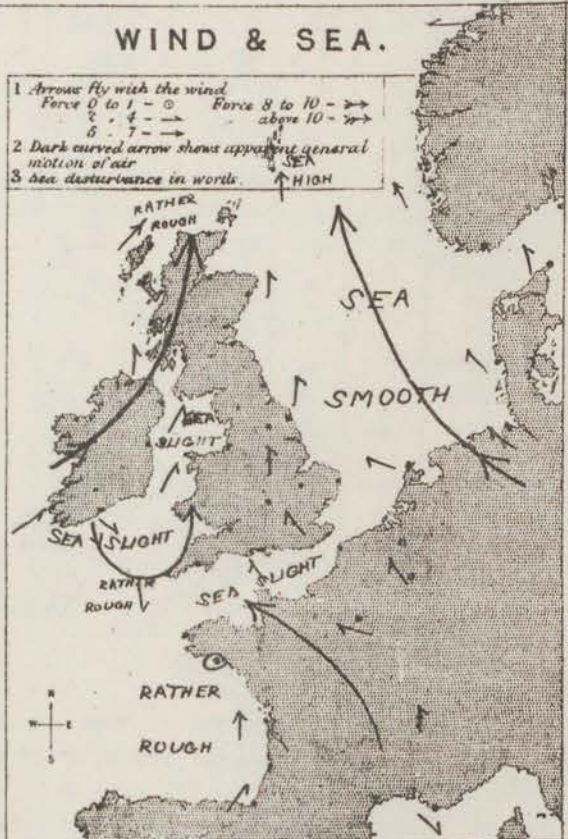 WIND & SEA.
1 Arrows fly with the wind
Force 0 to 1 - ⊙ Force 8 to 10 -
2 . 4 - above 10 -
5 . 7 -
2 Dark curved arrow shows apparent general
motion of air
3 Sea disturbance in words.
SEA
HIGH
RATHER
ROUGH
SEA
SMOOTH
SEA
SLIGHT
SEA SLIGHT
RATHER
ROUGH
SEA SLIGHT
RATHER
ROUGH
N
W E
S